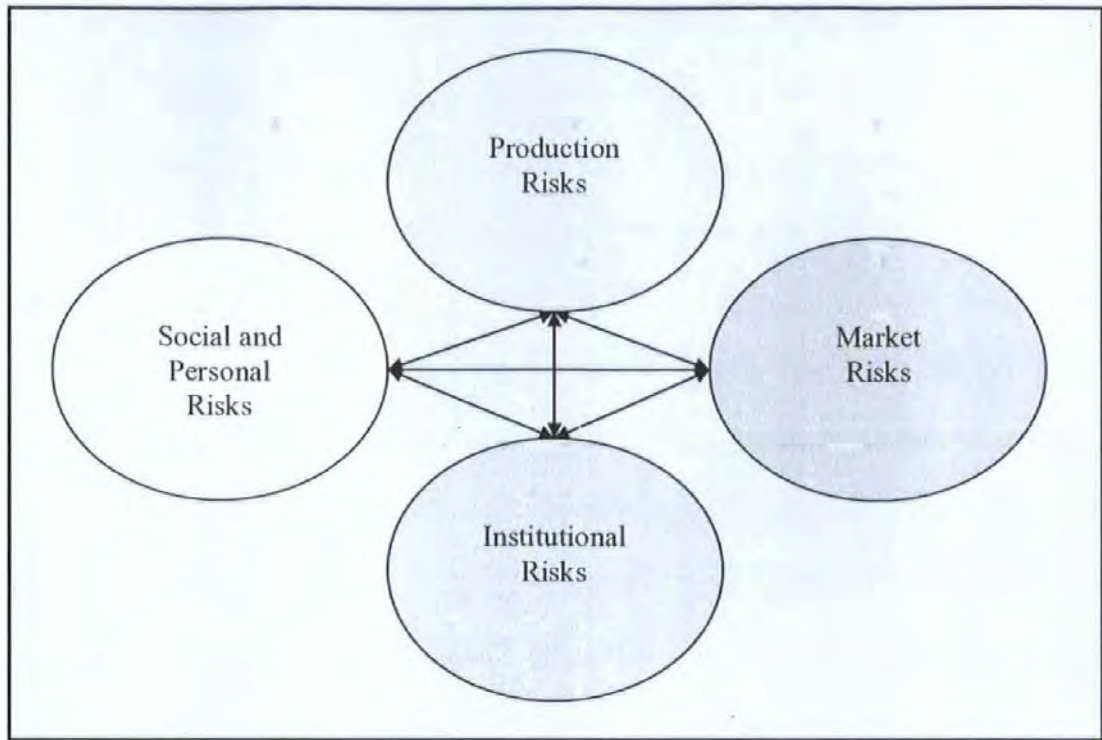 Production
Risks
Social and
Personal
Risks
Market
Risks
Institutional
Risks